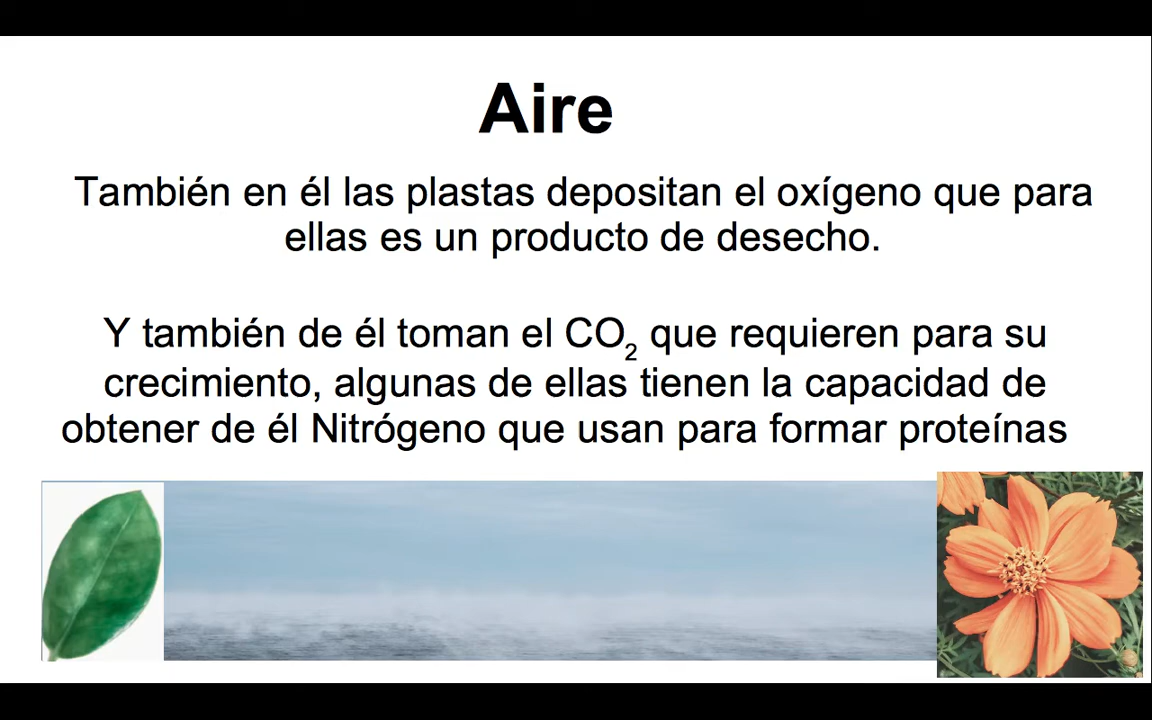 Aire
También en él las plastas depositan el oxígeno que para
ellas es un producto de desecho.
Y también de él toman el CO₂ que requieren para su
crecimiento, algunas de ellas tienen la capacidad de
obtener de él Nitrógeno que usan para formar proteínas